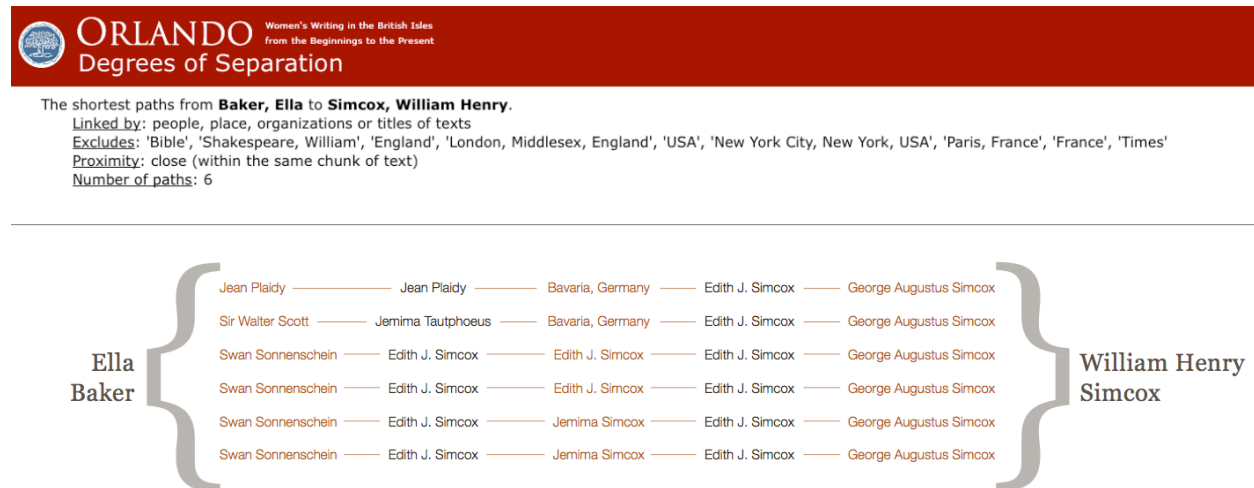 ORLANDO Women's Writing in the British Isles
from the Beginnings to the Present
Degrees of Separation
The shortest paths from Baker, Ella to Simcox, William Henry.
Linked by: people, place, organizations or titles of texts
Excludes: 'Bible', 'Shakespeare, William', 'England', 'London, Middlesex, England', 'USA', 'New York City, New York, USA', 'Paris, France', 'France', 'Times'
Proximity: close (within the same chunk of text)
Number of paths: 6
Jean Plaidy Jean Plaidy Bavaria, Germany Edith J. Simcox George Augustus Simcox
Sir Walter Scott Jemima Tautphoeus Bavaria, Germany Edith J. Simcox George Augustus Simcox
Swan Sonnenschein Edith J. Simcox Edith J. Simcox Edith J. Simcox George Augustus Simcox
Swan Sonnenschein Edith J. Simcox Edith J. Simcox Edith J. Simcox George Augustus Simcox
Swan Sonnenschein Edith J. Simcox Jemima Simcox Edith J. Simcox George Augustus Simcox
Swan Sonnenschein Edith J. Simcox Jemima Simcox Edith J. Simcox George Augustus Simcox
Ella
Baker
William Henry
Simcox